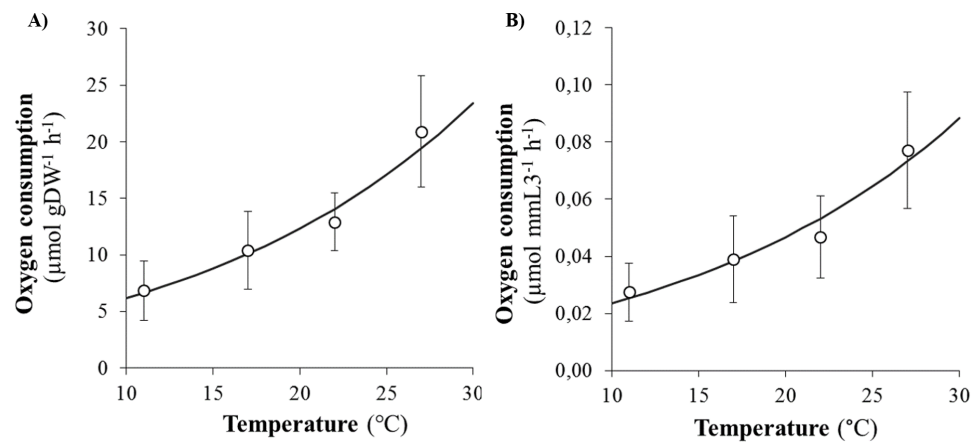 A)
Oxygen consumption
(µmol gDW⁻¹ h⁻¹)
30
25
20
15
10
5
0
10 15 20 25 30
Temperature (°C)
B)
Oxygen consumption
(µmol mmL3⁻¹ h⁻¹)
0,12
0,10
0,08
0,06
0,04
0,02
0,00
10 15 20 25 30
Temperature (°C)